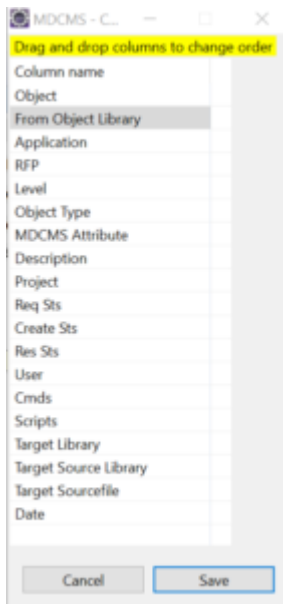 MDCMS - C...
Drag and drop columns to change order
Column name
Object
From Object Library
Application
RFP
Level
Object Type
MDCMS Attribute
Description
Project
Req Sts
Create Sts
Res Sts
User
Cmds
Scripts
Target Library
Target Source Library
Target Sourcefile
Date
Cancel Save